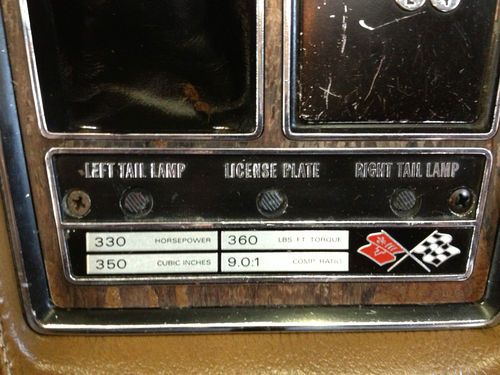 LEFT TAIL LAMP LICENSE PLATE RIGHT TAIL LAMP
330 HORSEPOWER 360 LBS. FT. TORQUE
350 CUBIC INCHES 9.0:1 COMP. RATIO